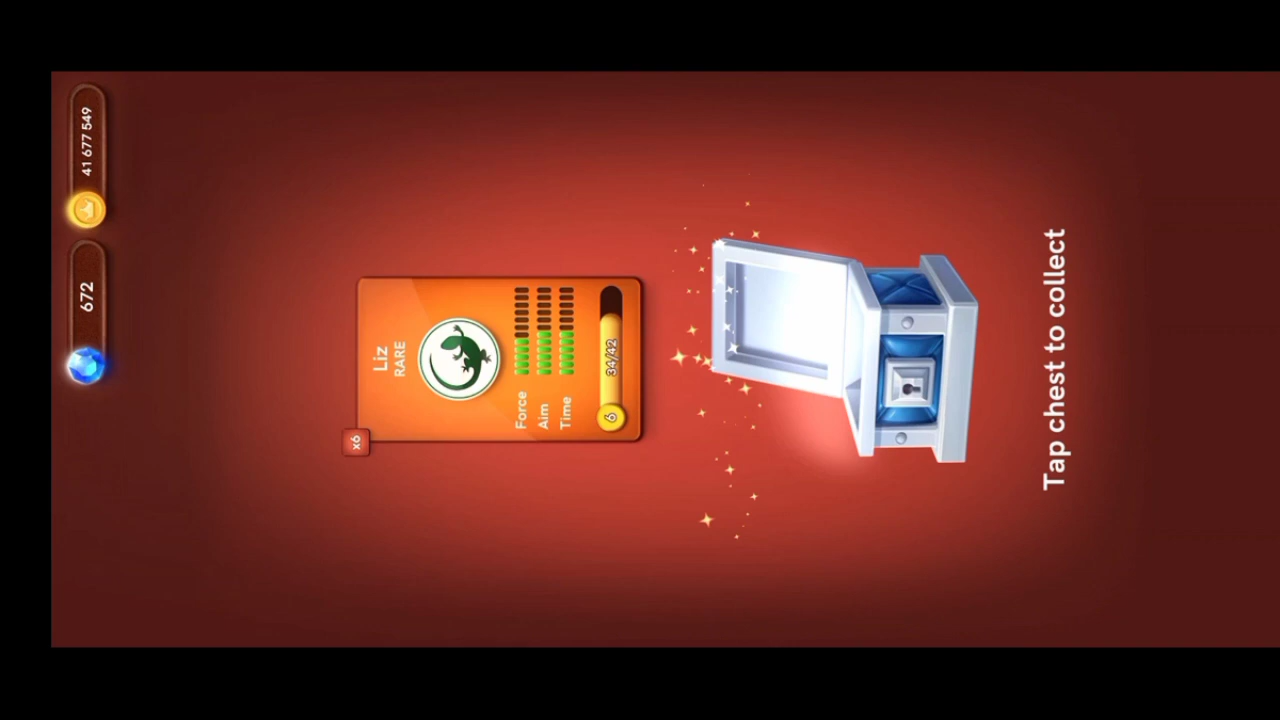 41 677 549
672
x6
Liz
RARE
Force
Aim
Time
6
34/42
Tap chest to collect